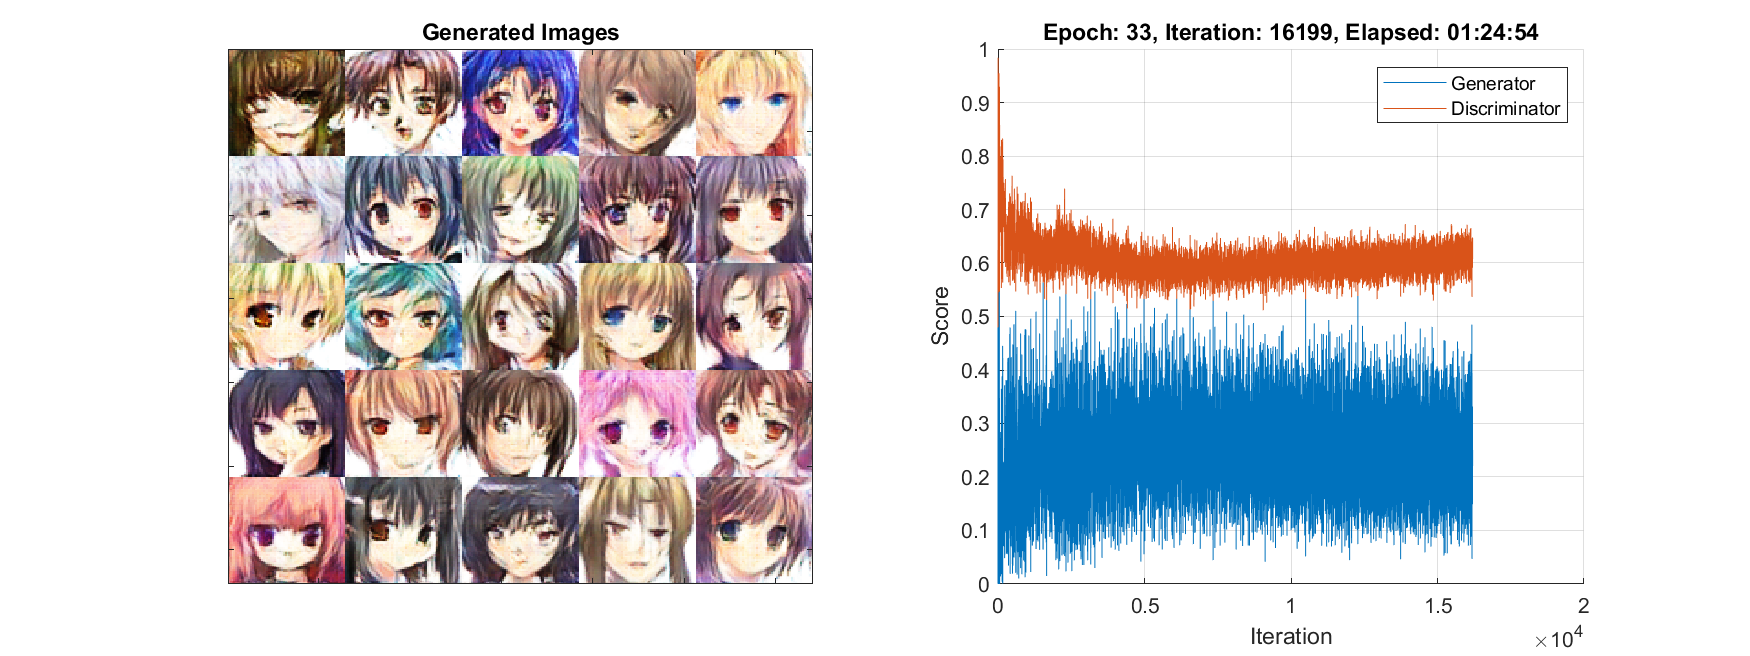 Generated Images
Epoch: 33, Iteration: 16199, Elapsed: 01:24:54
1
0.9
0.8
0.7
0.6
0.5
0.4
0.3
0.2
0.1
0
Score
Generator
Discriminator
0 0.5 1 1.5 2
Iteration
×10⁴